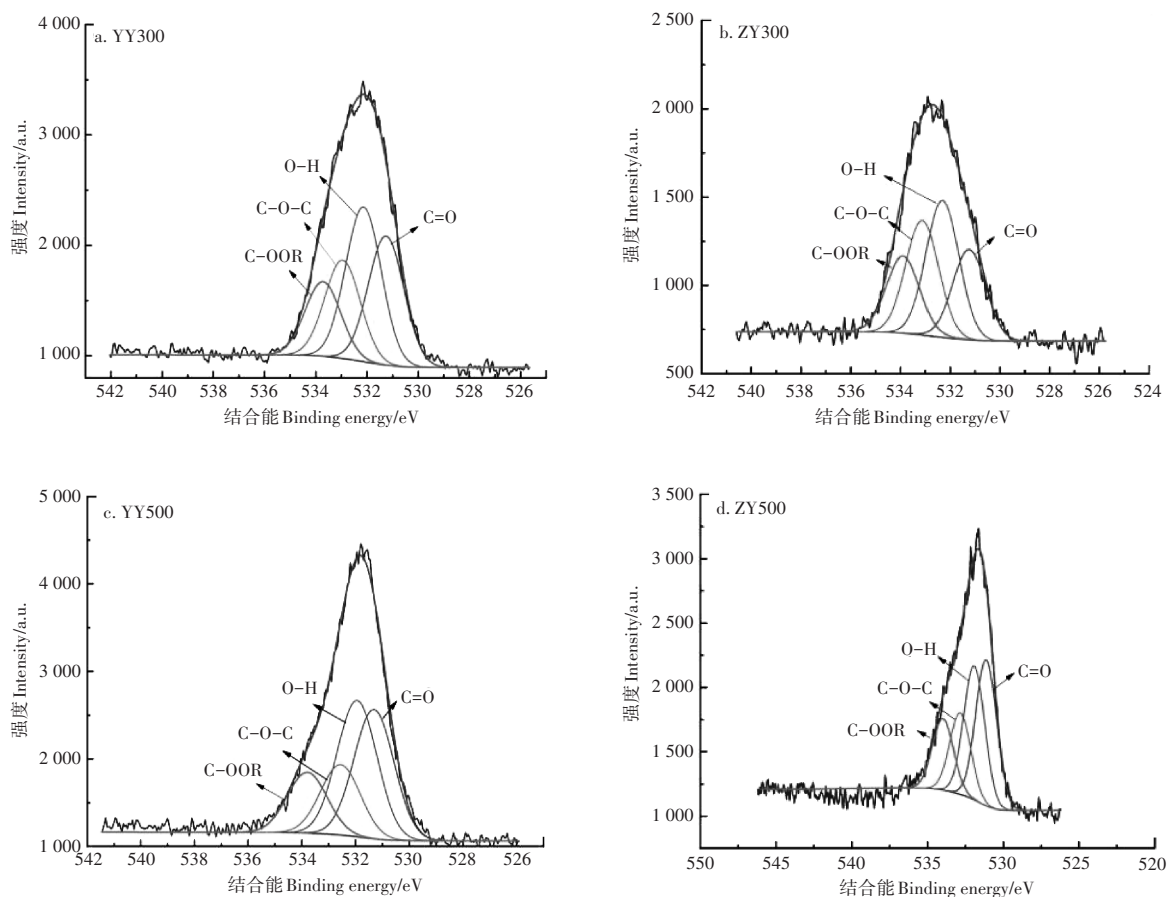 a. YY300
4 000
3 000
2 000
1 000
强度 Intensity/a.u.
O-H
C-O-C
C-OOR
C=O
542 540 538 536 534 532 530 528 526
结合能 Binding energy/eV
b. ZY300
2 500
2 000
1 500
1 000
500
强度 Intensity/a.u.
O-H
C-O-C
C-OOR
C=O
542 540 538 536 534 532 530 528 526 524
结合能 Binding energy/eV
c. YY500
5 000
4 000
3 000
2 000
1 000
强度 Intensity/a.u.
O-H
C-O-C
C-OOR
C=O
542 540 538 536 534 532 530 528 526
结合能 Binding energy/eV
d. ZY500
3 500
3 000
2 500
2 000
1 500
1 000
强度 Intensity/a.u.
O-H
C-O-C
C-OOR
C=O
550 545 540 535 530 525 520
结合能 Binding energy/eV